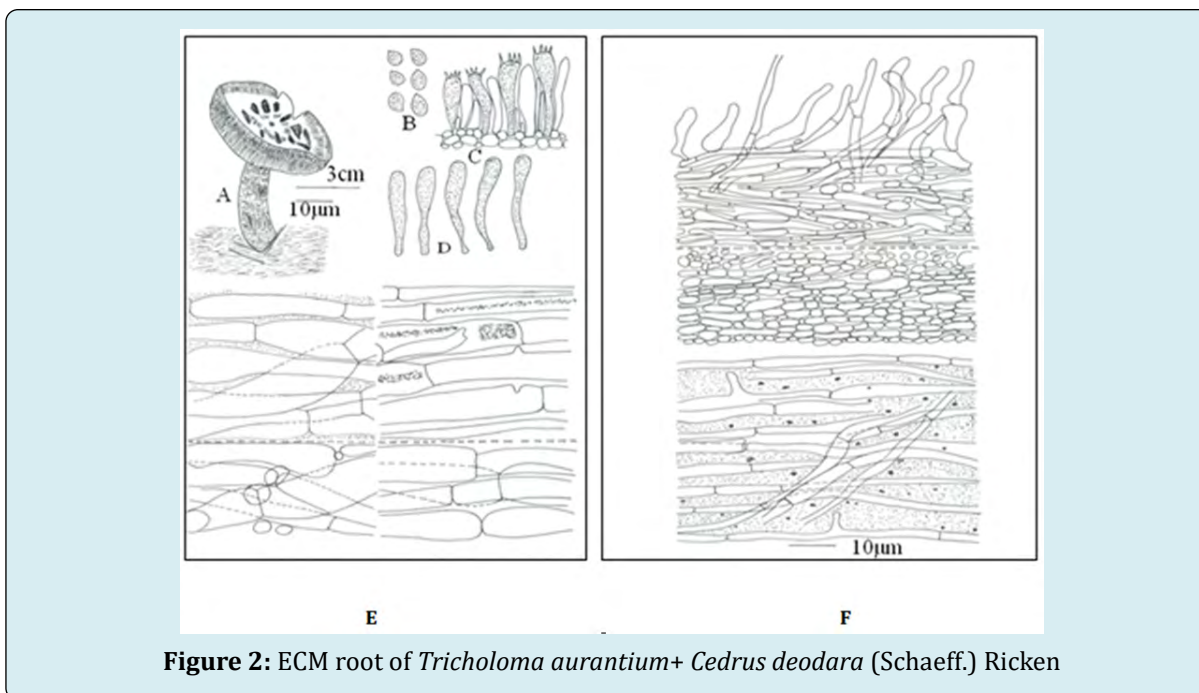 A
B
C
3cm
10µm
D
10µm
E
F
Figure 2: ECM root of Tricholoma aurantium+ Cedrus deodara (Schaeff.) Ricken